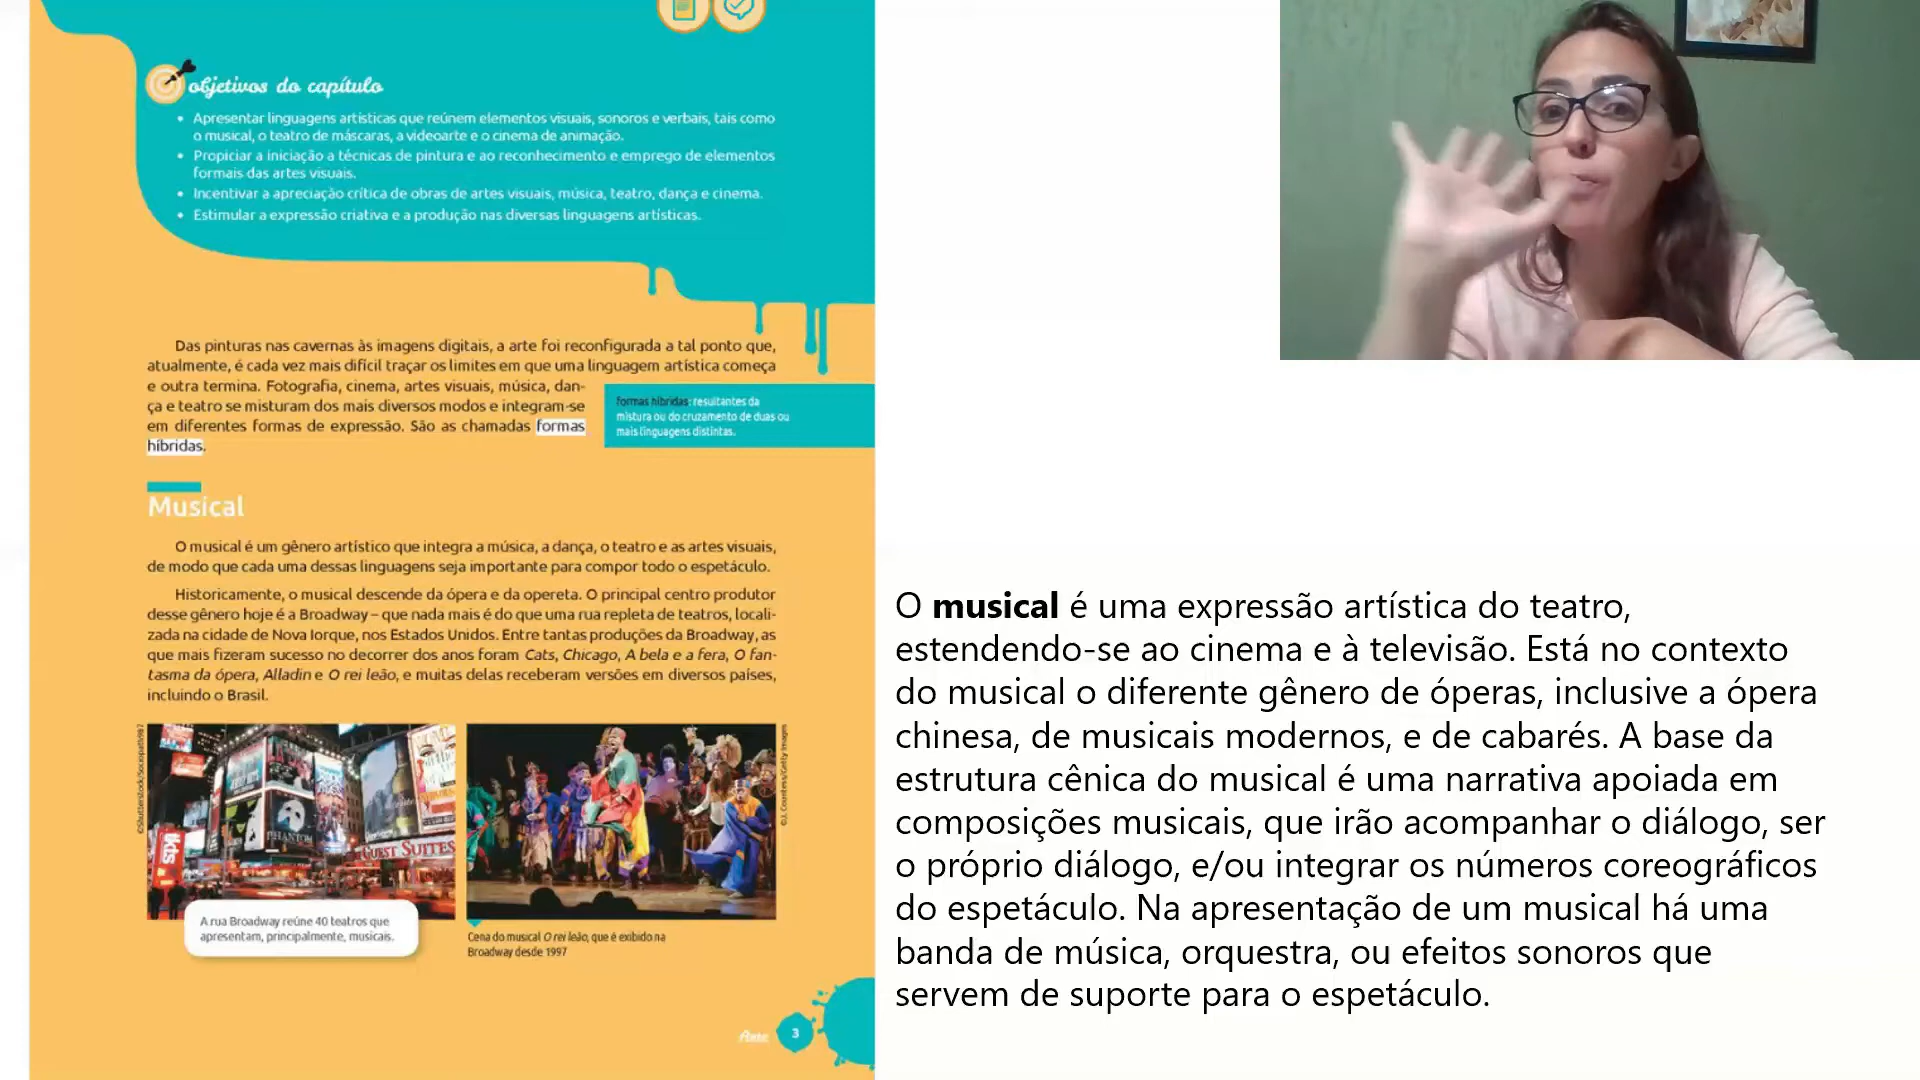 objetivos do capítulo
• Apresentar linguagens artísticas que reúnem elementos visuais, sonoros e verbais, tais como
o musical, o teatro de máscaras, a videoarte e o cinema de animação.
• Propiciar a iniciação a técnicas de pintura e ao reconhecimento e emprego de elementos
formais das artes visuais.
• Incentivar a apreciação crítica de obras de artes visuais, música, teatro, dança e cinema.
• Estimular a expressão criativa e a produção nas diversas linguagens artísticas.
Das pinturas nas cavernas às imagens digitais, a arte foi reconfigurada a tal ponto que,
atualmente, é cada vez mais difícil traçar os limites em que uma linguagem artística começa
e outra termina. Fotografia, cinema, artes visuais, música, dan-
ça e teatro se misturam dos mais diversos modos e integram-se
em diferentes formas de expressão. São as chamadas formas
híbridas.
formas híbridas: resultantes da
mistura ou do cruzamento de duas ou
mais linguagens distintas.
Musical
O musical é um gênero artístico que integra a música, a dança, o teatro e as artes visuais,
de modo que cada uma dessas linguagens seja importante para compor todo o espetáculo.
Historicamente, o musical descende da ópera e da opereta. O principal centro produtor
desse gênero hoje é a Broadway – que nada mais é do que uma rua repleta de teatros, locali-
zada na cidade de Nova Iorque, nos Estados Unidos. Entre tantas produções da Broadway, as
que mais fizeram sucesso no decorrer dos anos foram Cats, Chicago, A bela e a fera, O fan-
tasma da ópera, Alladin e O rei leão, e muitas delas receberam versões em diversos países,
incluindo o Brasil.
PHANTOM
GUEST SUITES
tkts
A rua Broadway reúne 40 teatros que
apresentam, principalmente, musicais.
Cena do musical O rei leão, que é exibido na
Broadway desde 1997
Arte 3
O musical é uma expressão artística do teatro,
estendendo-se ao cinema e à televisão. Está no contexto
do musical o diferente gênero de óperas, inclusive a ópera
chinesa, de musicais modernos, e de cabarés. A base da
estrutura cênica do musical é uma narrativa apoiada em
composições musicais, que irão acompanhar o diálogo, ser
o próprio diálogo, e/ou integrar os números coreográficos
do espetáculo. Na apresentação de um musical há uma
banda de música, orquestra, ou efeitos sonoros que
servem de suporte para o espetáculo.